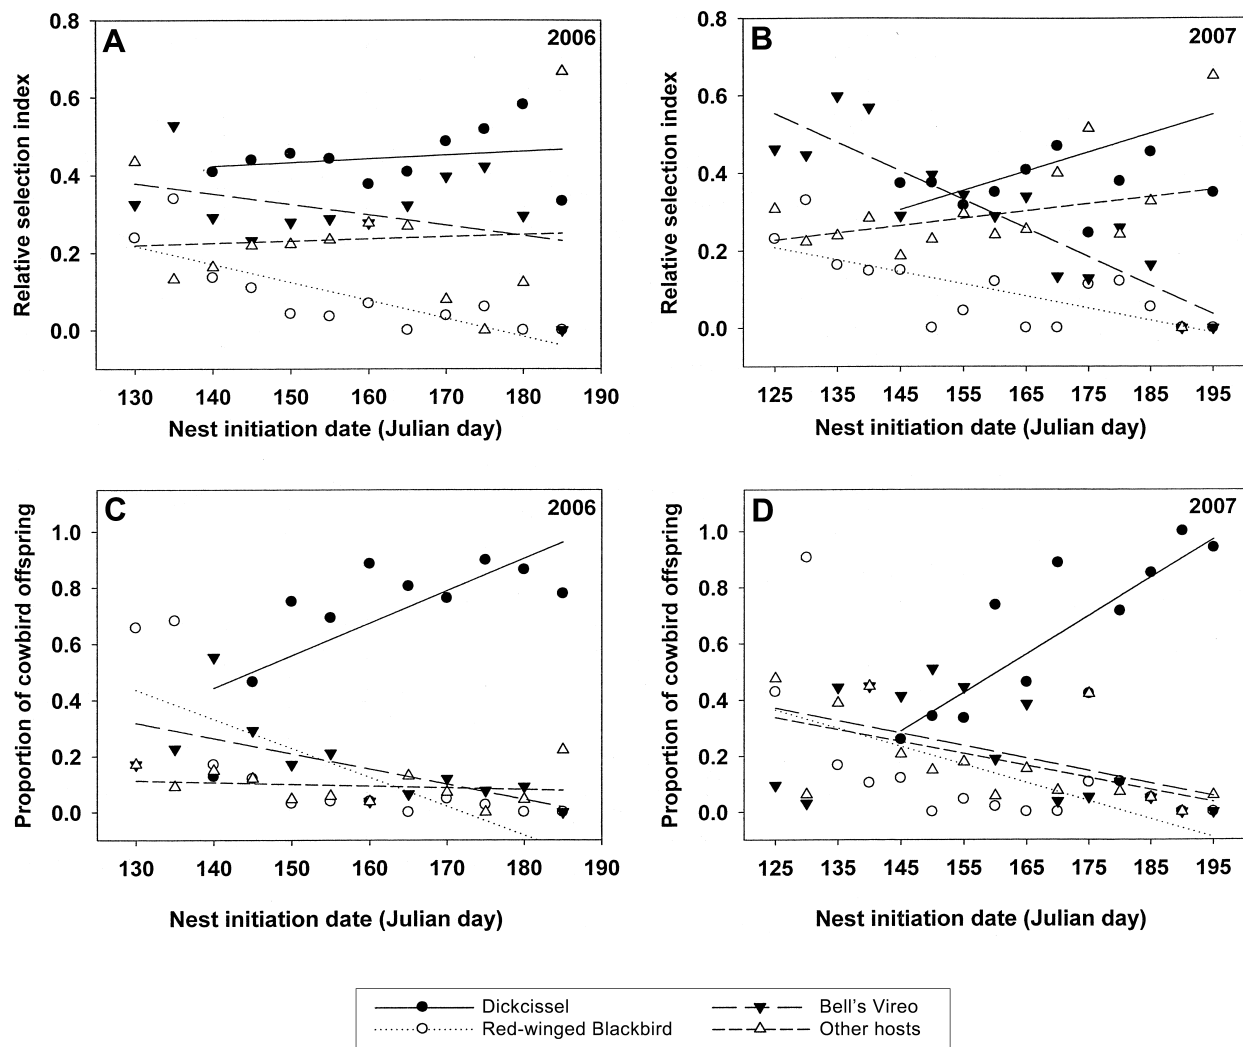 A
2006
Relative selection index
0.8
0.6
0.4
0.2
0.0
130 140 150 160 170 180 190
Nest initiation date (Julian day)
B
2007
Relative selection index
0.8
0.6
0.4
0.2
0.0
125 135 145 155 165 175 185 195
Nest initiation date (Julian day)
C
2006
Proportion of cowbird offspring
1.0
0.8
0.6
0.4
0.2
0.0
130 140 150 160 170 180 190
Nest initiation date (Julian day)
D
2007
Proportion of cowbird offspring
1.0
0.8
0.6
0.4
0.2
0.0
125 135 145 155 165 175 185 195
Nest initiation date (Julian day)
Dickcissel
Bell's Vireo
Red-winged Blackbird
Other hosts